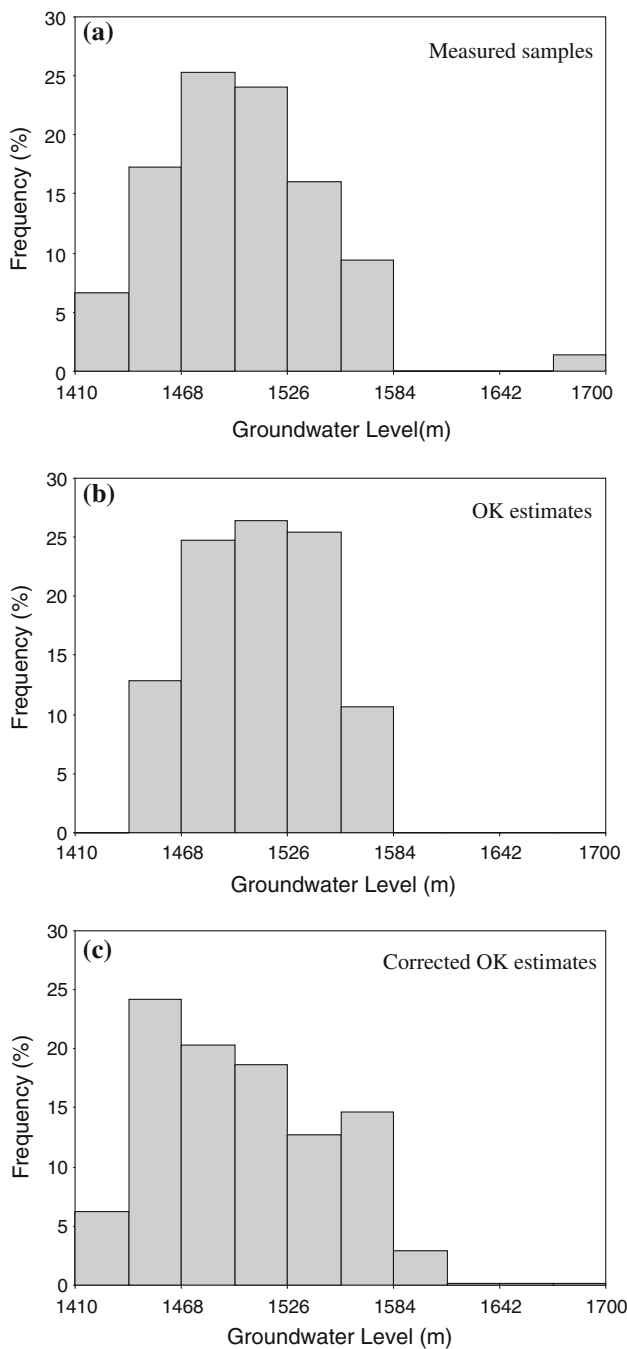 (a)
Measured samples
30
25
20
15
10
5
0
Frequency (%)
1410 1468 1526 1584 1642 1700
Groundwater Level(m)
(b)
OK estimates
30
25
20
15
10
5
0
Frequency (%)
1410 1468 1526 1584 1642 1700
Groundwater Level (m)
(c)
Corrected OK estimates
30
25
20
15
10
5
0
Frequency (%)
1410 1468 1526 1584 1642 1700
Groundwater Level (m)